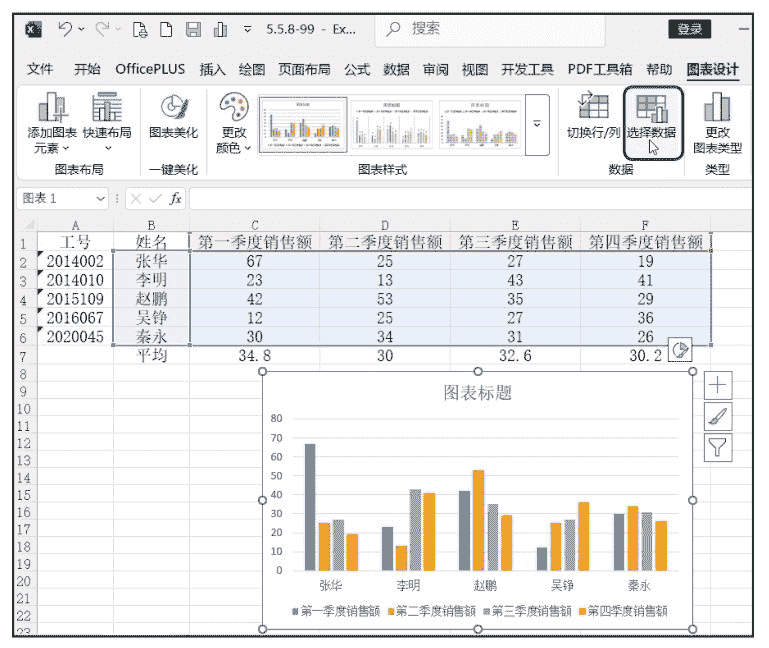 5.5.8-99 - Ex... 搜索 登录
文件 开始 OfficePLUS 插入 绘图 页面布局 公式 数据 审阅 视图 开发工具 PDF工具箱 帮助 图表设计
添加图表 快速布局 图表美化 更改 切换行/列 选择数据 更改
元素 颜色 图表类型
图表布局 一键美化 图表样式 数据 类型
图表 1 fx
A B C D E F
1 工号 姓名 第一季度销售额 第二季度销售额 第三季度销售额 第四季度销售额
2 2014002 张华 67 25 27 19
3 2014010 李明 23 13 43 41
4 2015109 赵鹏 42 53 35 29
5 2016067 吴铮 12 25 27 36
6 2020045 秦永 30 34 31 26
7 平均 34.8 30 32.6 30.2
8
9
10
11
12
13
14
15
16
17
18
19
20
21
22
23
图表标题
80
70
60
50
40
30
20
10
0
张华 李明 赵鹏 吴铮 秦永
第一季度销售额 第二季度销售额 第三季度销售额 第四季度销售额